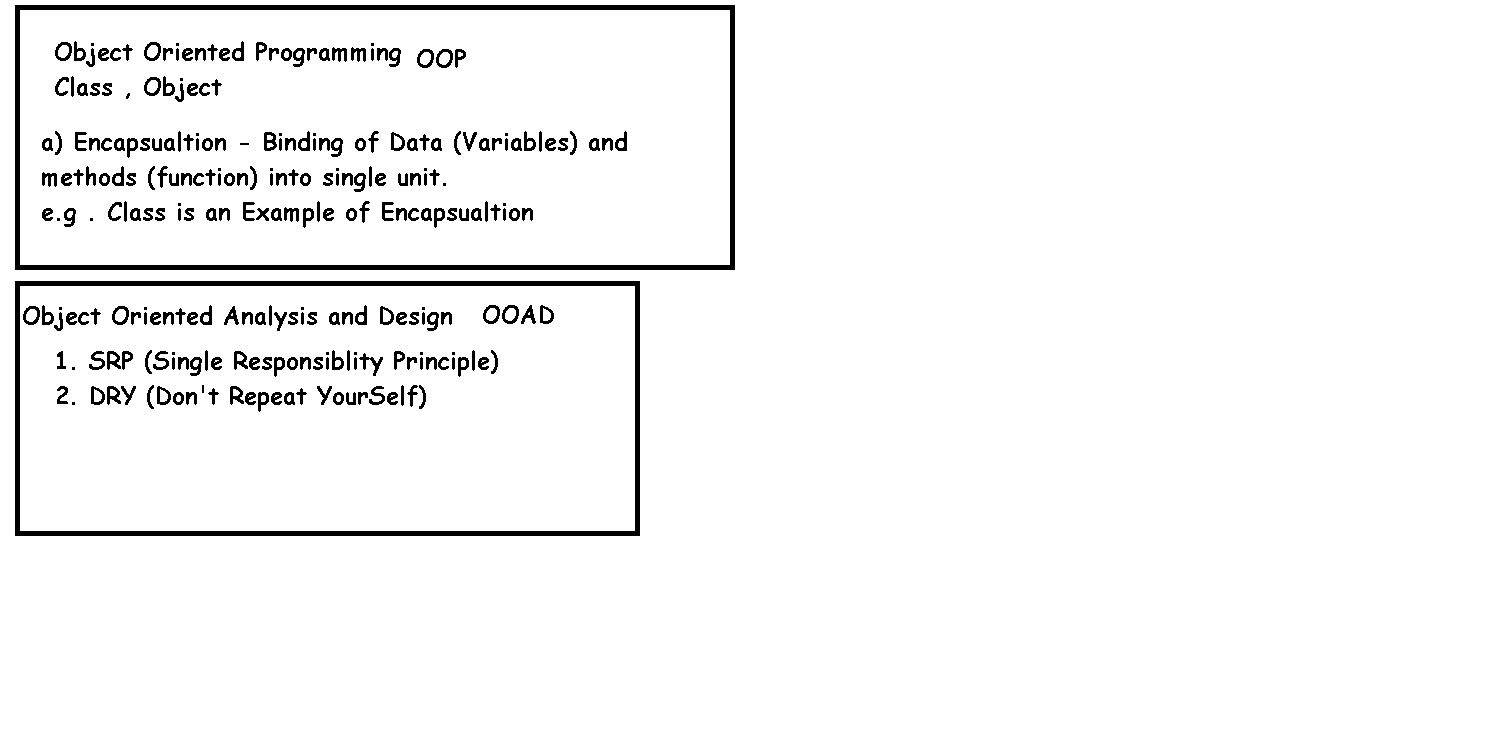 Object Oriented Programming OOP
Class , Object
a) Encapsualtion - Binding of Data (Variables) and
methods (function) into single unit.
e.g . Class is an Example of Encapsualtion
Object Oriented Analysis and Design OOAD
1. SRP (Single Responsiblity Principle)
2. DRY (Don't Repeat YourSelf)